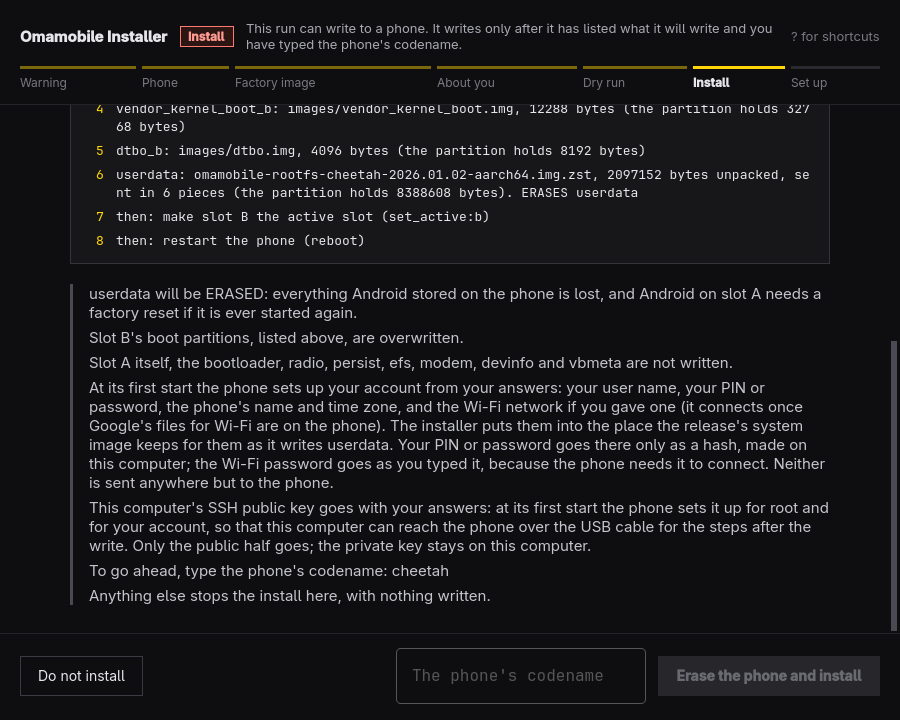 Omamobile Installer
Install
This run can write to a phone. It writes only after it has listed what it will write and you
have typed the phone's codename.
? for shortcuts
Warning
Phone
Factory image
About you
Dry run
Install
Set up
4 vendor_kernel_boot_b: images/vendor_kernel_boot.img, 12288 bytes (the partition holds 327
68 bytes)
5 dtbo_b: images/dtbo.img, 4096 bytes (the partition holds 8192 bytes)
6 userdata: omamobile-rootfs-cheetah-2026.01.02-aarch64.img.zst, 2097152 bytes unpacked, se
nt in 6 pieces (the partition holds 8388608 bytes). ERASES userdata
7 then: make slot B the active slot (set_active:b)
8 then: restart the phone (reboot)
userdata will be ERASED: everything Android stored on the phone is lost, and Android on slot A needs a
factory reset if it is ever started again.
Slot B's boot partitions, listed above, are overwritten.
Slot A itself, the bootloader, radio, persist, efs, modem, devinfo and vbmeta are not written.
At its first start the phone sets up your account from your answers: your user name, your PIN or
password, the phone's name and time zone, and the Wi-Fi network if you gave one (it connects once
Google's files for Wi-Fi are on the phone). The installer puts them into the place the release's system
image keeps for them as it writes userdata. Your PIN or password goes there only as a hash, made on
this computer; the Wi-Fi password goes as you typed it, because the phone needs it to connect. Neither
is sent anywhere but to the phone.
This computer's SSH public key goes with your answers: at its first start the phone sets it up for root and
for your account, so that this computer can reach the phone over the USB cable for the steps after the
write. Only the public half goes; the private key stays on this computer.
To go ahead, type the phone's codename: cheetah
Anything else stops the install here, with nothing written.
Do not install
The phone's codename
Erase the phone and install